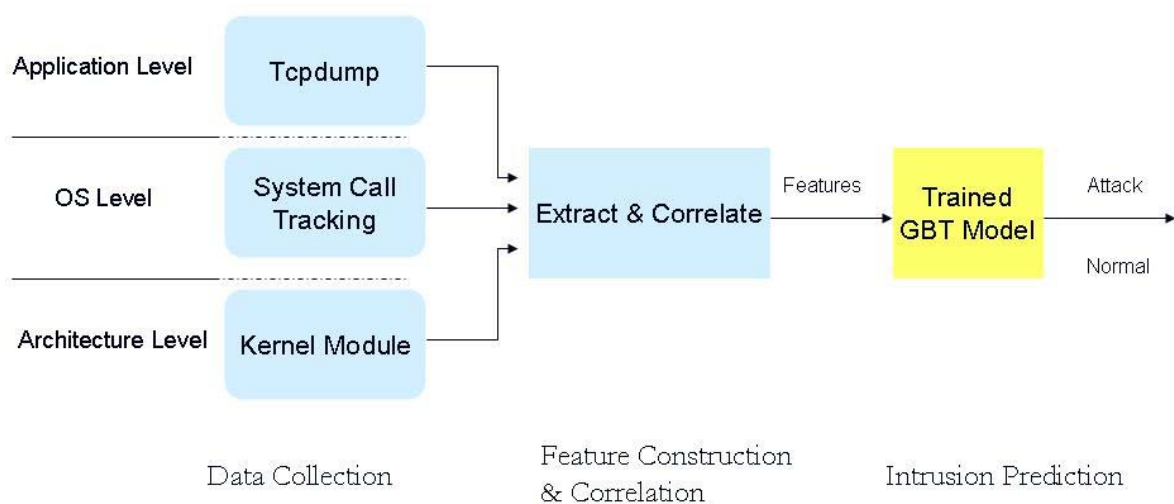 Application Level
Tcpdump
OS Level
System Call
Tracking
Architecture Level
Kernel Module
Extract & Correlate
Features
Trained
GBT Model
Attack
Normal
Data Collection
Feature Construction
& Correlation
Intrusion Prediction